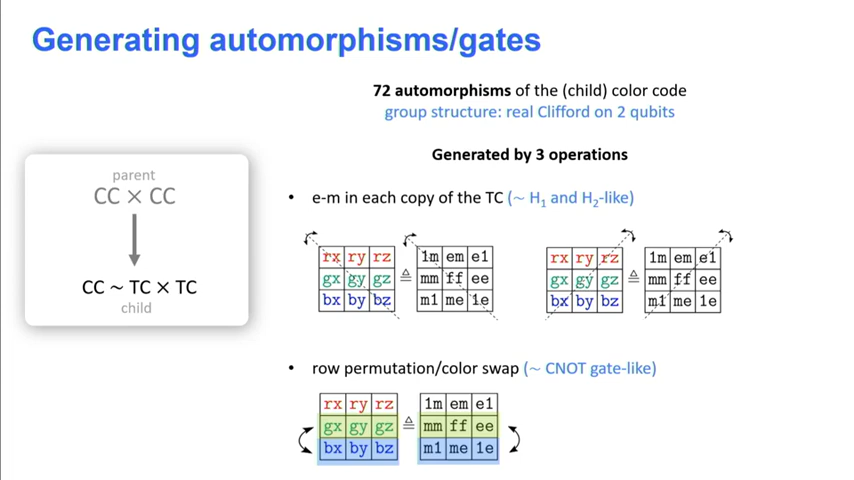 Generating automorphisms/gates
72 automorphisms of the (child) color code
group structure: real Clifford on 2 qubits
Generated by 3 operations
parent
CC × CC
CC ~ TC × TC
child
• e-m in each copy of the TC (~ H₁ and H₂-like)
rx ry rz ≙ 1m em e1
gx gy gz mm ff ee
bx by bz m1 me 1e
rx ry rz ≙ 1m em e1
gx gy gz mm ff ee
bx by bz m1 me 1e
• row permutation/color swap (~ CNOT gate-like)
rx ry rz 1m em e1
gx gy gz ≙ mm ff ee
bx by bz m1 me 1e